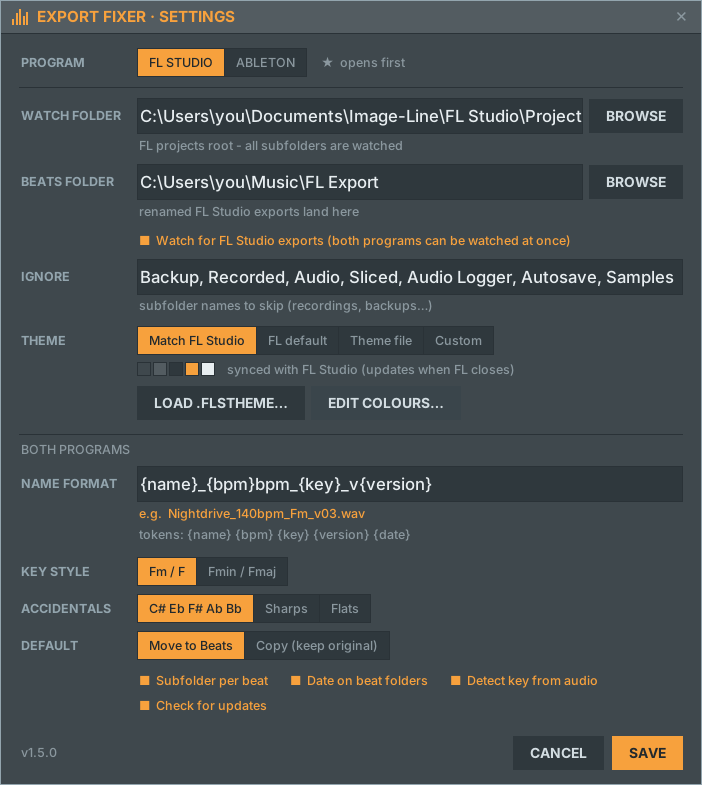 EXPORT FIXER · SETTINGS ✕
PROGRAM FL STUDIO ABLETON ★ opens first
WATCH FOLDER C:\Users\you\Documents\Image-Line\FL Studio\Project BROWSE
FL projects root - all subfolders are watched
BEATS FOLDER C:\Users\you\Music\FL Export BROWSE
renamed FL Studio exports land here
Watch for FL Studio exports (both programs can be watched at once)
IGNORE Backup, Recorded, Audio, Sliced, Audio Logger, Autosave, Samples
subfolder names to skip (recordings, backups...)
THEME Match FL Studio FL default Theme file Custom
synced with FL Studio (updates when FL closes)
LOAD .FLSTHEME... EDIT COLOURS...
BOTH PROGRAMS
NAME FORMAT {name}_{bpm}bpm_{key}_v{version}
e.g. Nightdrive_140bpm_Fm_v03.wav
tokens: {name} {bpm} {key} {version} {date}
KEY STYLE Fm / F Fmin / Fmaj
ACCIDENTALS C# Eb F# Ab Bb Sharps Flats
DEFAULT Move to Beats Copy (keep original)
Subfolder per beat Date on beat folders Detect key from audio
Check for updates
v1.5.0 CANCEL SAVE